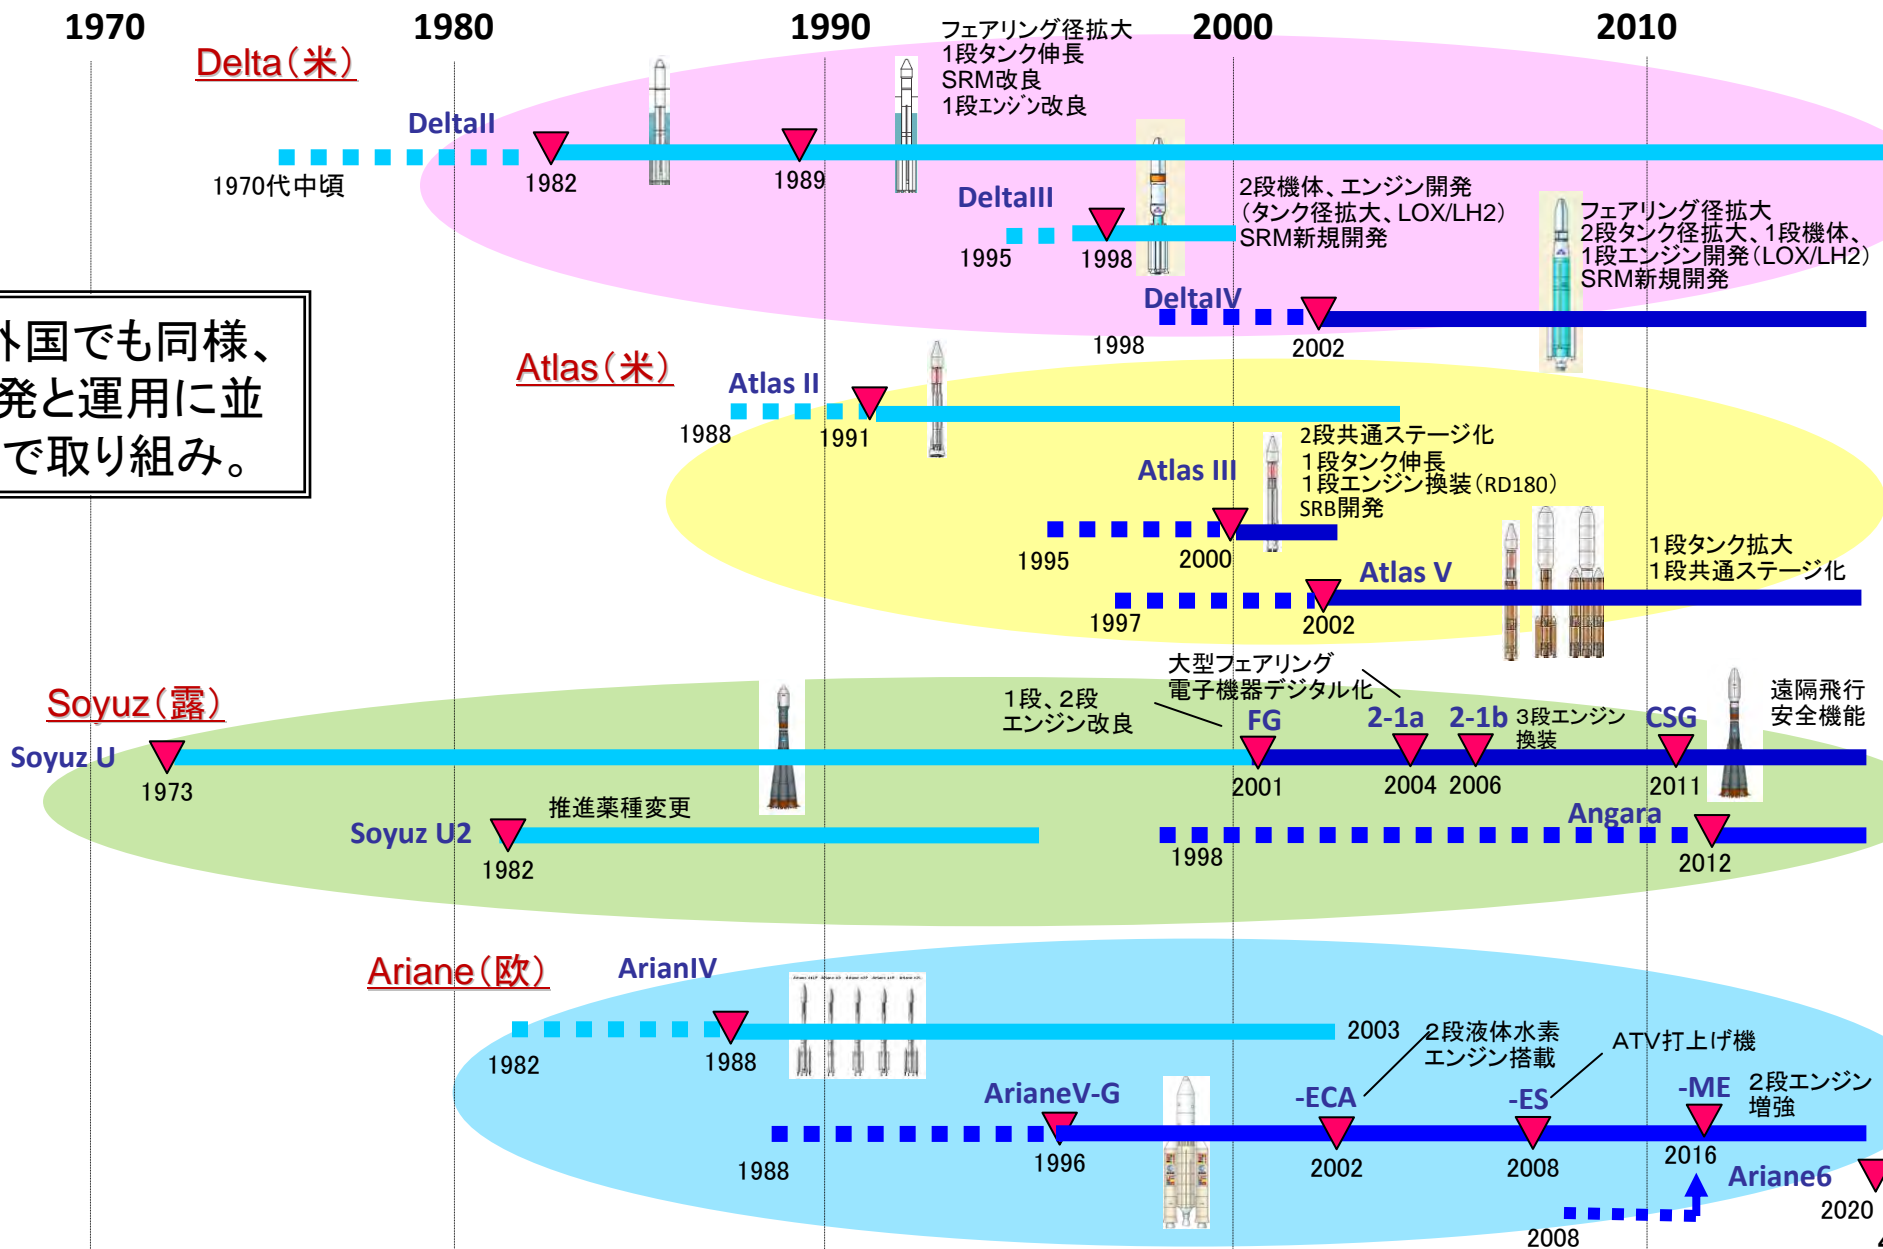 1970
1980
1990
2000
2010
Delta（米）
フェアリング径拡大
1段タンク伸長
SRM改良
1段エンジン改良
DeltaII
1970代中頃
1982
1989
DeltaIII
1995
1998
2段機体、エンジン開発
（タンク径拡大、LOX/LH2）
SRM新規開発
フェアリング径拡大
2段タンク径拡大、1段機体、
1段エンジン開発（LOX/LH2）
SRM新規開発
DeltaIV
1998
2002
外国でも同様、
発と運用に並
で取り組み。
Atlas（米）
Atlas II
1988
1991
2段共通ステージ化
1段タンク伸長
1段エンジン換装（RD180）
SRB開発
Atlas III
1995
2000
1段タンク拡大
1段共通ステージ化
Atlas V
1997
2002
Soyuz（露）
大型フェアリング
電子機器デジタル化
1段、2段
エンジン改良
FG
2-1a
2-1b
3段エンジン
換装
CSG
遠隔飛行
安全機能
Soyuz U
1973
2001
2004
2006
2011
推進薬種変更
Soyuz U2
1982
Angara
1998
2012
Ariane（欧）
ArianIV
1982
1988
2003
2段液体水素
エンジン搭載
ATV打上げ機
ArianeV-G
-ECA
-ES
-ME
2段エンジン
増強
1988
1996
2002
2008
2016
Ariane6
2008
2020